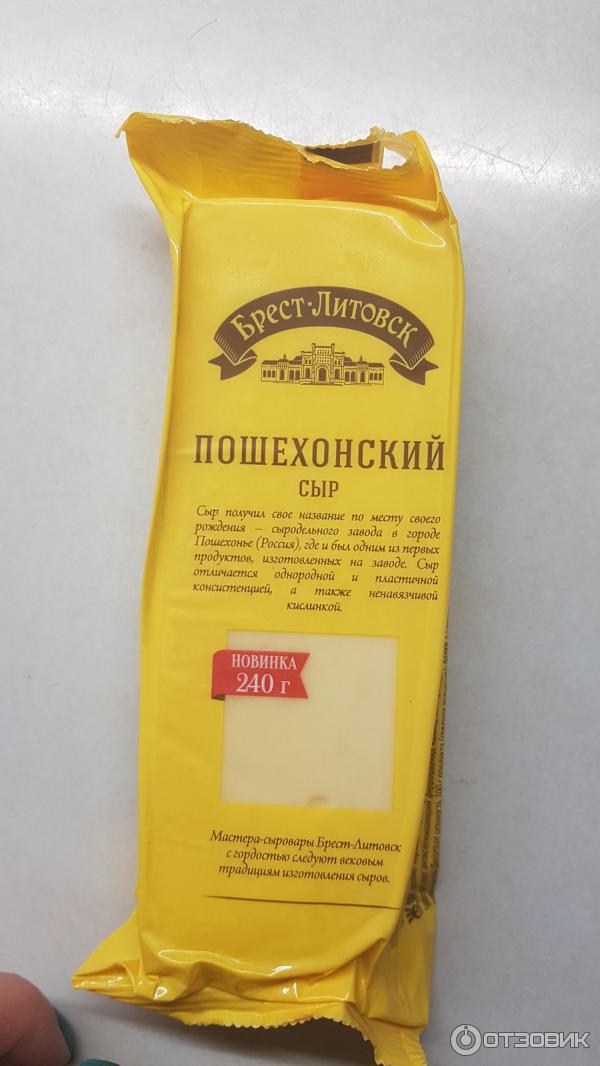 Брест-Литовск
ПОШЕХОНСКИЙ
СЫР
Сыр получил свое название по месту своего
рождения – сыродельного завода в городе
Пошехонье (Россия), где и был одним из первых
продуктов, изготовленных на заводе. Сыр
отличается однородной и пластичной
консистенцией, а также ненавязчивой
кислинкой.
НОВИНКА
240 г
Мастера-сыровары Брест-Литовск
с гордостью следуют вековым
традициям изготовления сыров.
ОТЗОВИК